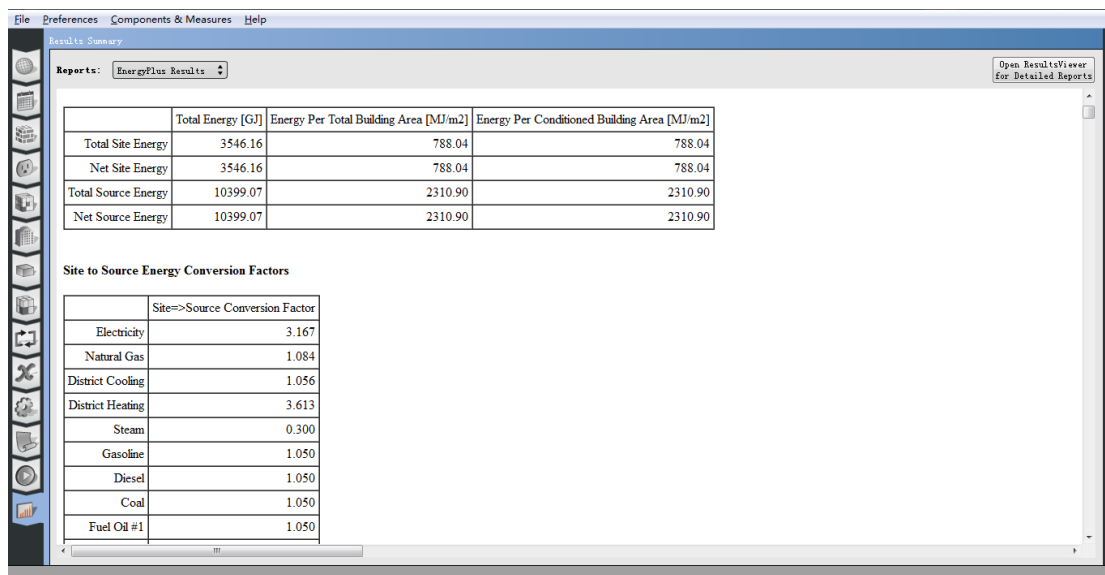 File Preferences Components & Measures Help
Results Summary
Reports: EnergyPlus Results
Open ResultsViewer
for Detailed Reports
Total Energy [GJ] Energy Per Total Building Area [MJ/m2] Energy Per Conditioned Building Area [MJ/m2]
Total Site Energy 3546.16 788.04 788.04
Net Site Energy 3546.16 788.04 788.04
Total Source Energy 10399.07 2310.90 2310.90
Net Source Energy 10399.07 2310.90 2310.90
Site to Source Energy Conversion Factors
Site=>Source Conversion Factor
Electricity 3.167
Natural Gas 1.084
District Cooling 1.056
District Heating 3.613
Steam 0.300
Gasoline 1.050
Diesel 1.050
Coal 1.050
Fuel Oil #1 1.050